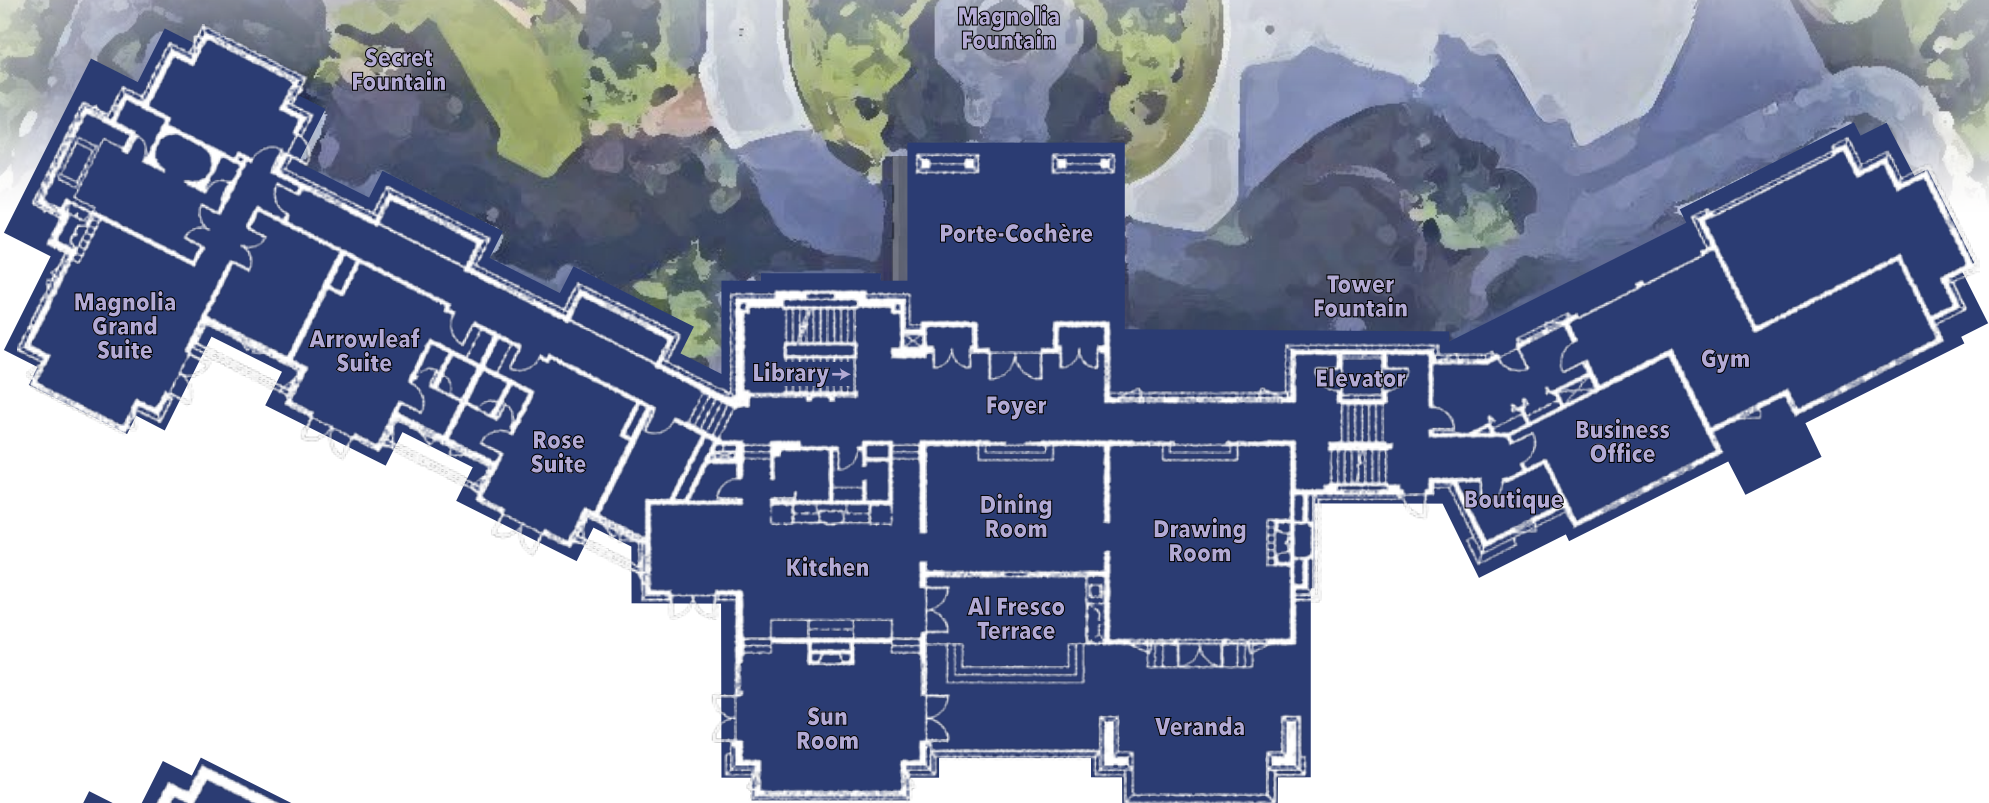 Magnolia
Fountain
Secret
Fountain
Porte-Cochère
Tower
Fountain
Magnolia
Grand
Suite
Arrowleaf
Suite
Library→
Foyer
Elevator
Gym
Rose
Suite
Business
Office
Boutique
Dining
Room
Drawing
Room
Kitchen
Al Fresco
Terrace
Sun
Room
Veranda